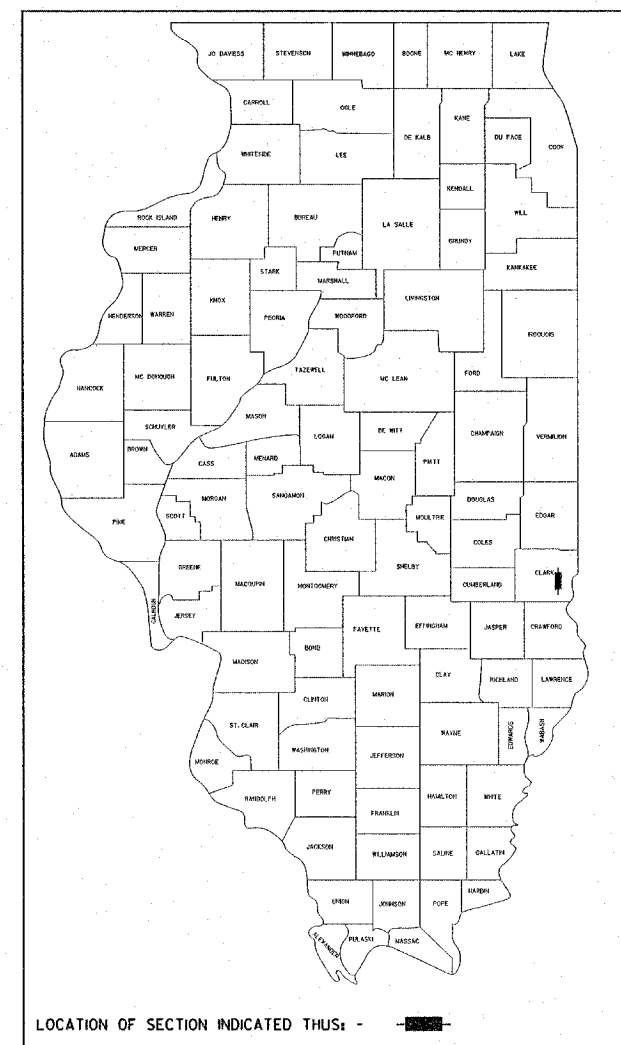 JO DAVIESS STEVENSON WINNEBAGO BOONE MC HENRY LAKE
CARROLL OGLE KANE
DE KALB DU PAGE COOK
WHITESIDE LEE
KENDALL
ROCK ISLAND HENRY BUREAU LA SALLE WILL
MERCER PUTNAM GRUNDY
STARK KANKAKEE
MARSHALL
HENDERSON WARREN KNOX PEORIA WOODFORD LIVINGSTON
IROQUOIS
TAZEWELL FORD
HANCOCK MC DONOUGH FULTON MC LEAN
MASON
SCHUYLER LOGAN DE WITT CHAMPAIGN VERMILION
ADAMS BROWN CASS MENARD PIATT
MACON
PIKE SCOTT MORGAN SANGAMON DOUGLAS
MOULTRIE EDGAR
CHRISTIAN COLES
GREENE SHELBY
CALHOUN MACOUPIN MONTGOMERY CUMBERLAND CLARK
JERSEY
FAYETTE EFFINGHAM JASPER CRAWFORD
MADISON BOND
CLAY RICHLAND LAWRENCE
CLINTON MARION
ST. CLAIR WAYNE EDWARDS WABASH
WASHINGTON JEFFERSON
MONROE
RANDOLPH PERRY HAMILTON WHITE
FRANKLIN
JACKSON WILLIAMSON SALINE GALLATIN
UNION JOHNSON POPE HARDIN
ALEXANDER PULASKI MASSAC
LOCATION OF SECTION INDICATED THUS: -